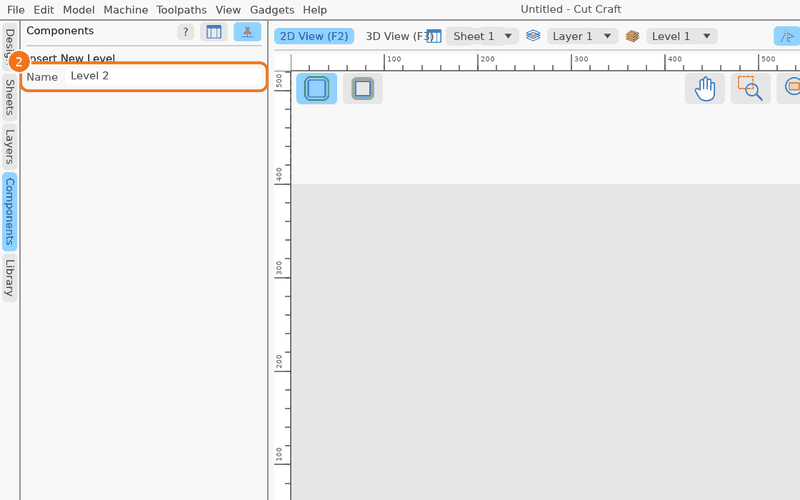 File Edit Model Machine Toolpaths View Gadgets Help Untitled - Cut Craft
Components ?
2D View (F2) 3D View (F3) Sheet 1 Layer 1 Level 1
Insert New Level
2
Name Level 2
Sheets
Layers
Components
Library
100 200 300 400 500
500
400
300
200
100